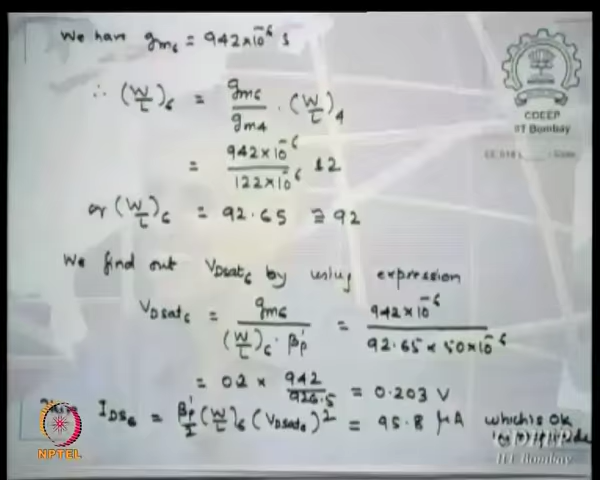 We have gm6 = 942×10⁻⁶ S
CDEEP
IIT Bombay
∴ (W/L)6 = gm6/gm4 · (W/L)4
= 942×10⁻⁶/122×10⁻⁶ 12
or (W/L)6 = 92.65 ≅ 92
We find out VDsat6 by using expression
VDsat6 = gm6/((W/L)6 · βp') = 942×10⁻⁶/(92.65 × 50×10⁻⁶)
= 02 × 942/926.5 = 0.203 V
IDS6 = βp'/2 (W/L)6 (VDsat6)² = 95.8 μA which is OK
NPTEL
IIT Bombay